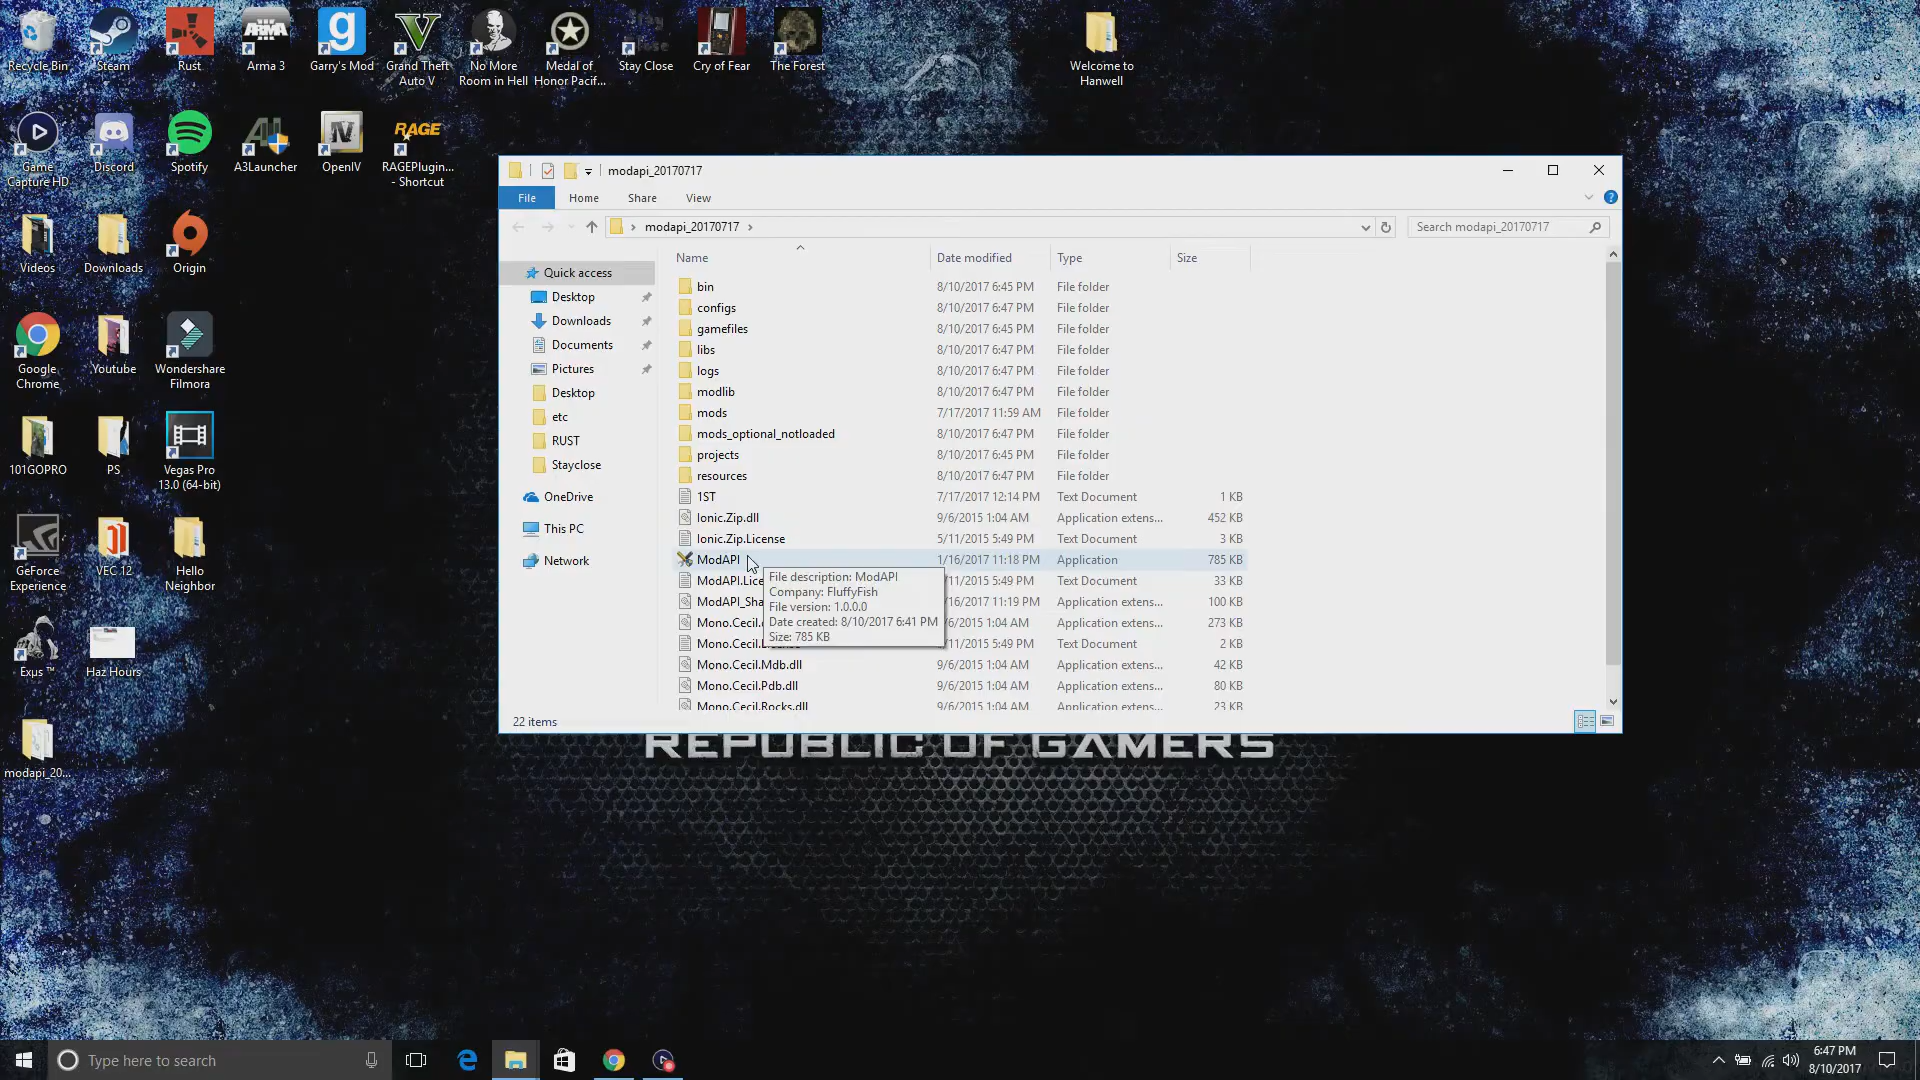 Recycle Bin
Steam
Rust
Arma 3
Garry's Mod
Grand Theft
Auto V
No More
Room in Hell
Medal of
Honor Pacif...
Stay Close
Cry of Fear
The Forest
Welcome to
Hanwell
Game
Capture HD
Discord
Spotify
A3Launcher
OpenIV
RAGE
RAGEPlugin...
- Shortcut
Videos
Downloads
Origin
Google
Chrome
Youtube
Wondershare
Filmora
101GOPRO
PS
Vegas Pro
13.0 (64-bit)
GeForce
Experience
VEC 12
Hello
Neighbor
Exųs ™
Haz Hours
modapi_20...
modapi_20170717
File
Home
Share
View
modapi_20170717
Search modapi_20170717
Quick access
Desktop
Downloads
Documents
Pictures
Desktop
etc
RUST
Stayclose
OneDrive
This PC
Network
Name Date modified Type Size
bin 8/10/2017 6:45 PM File folder
configs 8/10/2017 6:47 PM File folder
gamefiles 8/10/2017 6:45 PM File folder
libs 8/10/2017 6:47 PM File folder
logs 8/10/2017 6:47 PM File folder
modlib 8/10/2017 6:47 PM File folder
mods 7/17/2017 11:59 AM File folder
mods_optional_notloaded 8/10/2017 6:47 PM File folder
projects 8/10/2017 6:45 PM File folder
resources 8/10/2017 6:47 PM File folder
1ST 7/17/2017 12:14 PM Text Document 1 KB
Ionic.Zip.dll 9/6/2015 1:04 AM Application extens... 452 KB
Ionic.Zip.License 5/11/2015 5:49 PM Text Document 3 KB
ModAPI 1/16/2017 11:18 PM Application 785 KB
ModAPI.Lice /11/2015 5:49 PM Text Document 33 KB
ModAPI_Sha /16/2017 11:19 PM Application extens... 100 KB
Mono.Cecil. /6/2015 1:04 AM Application extens... 273 KB
Mono.Cecil. /11/2015 5:49 PM Text Document 2 KB
Mono.Cecil.Mdb.dll 9/6/2015 1:04 AM Application extens... 42 KB
Mono.Cecil.Pdb.dll 9/6/2015 1:04 AM Application extens... 80 KB
Mono.Cecil.Rocks.dll 9/6/2015 1:04 AM Application extens... 23 KB
File description: ModAPI
Company: FluffyFish
File version: 1.0.0.0
Date created: 8/10/2017 6:41 PM
Size: 785 KB
22 items
REPUBLIC OF GAMERS
Type here to search
6:47 PM
8/10/2017